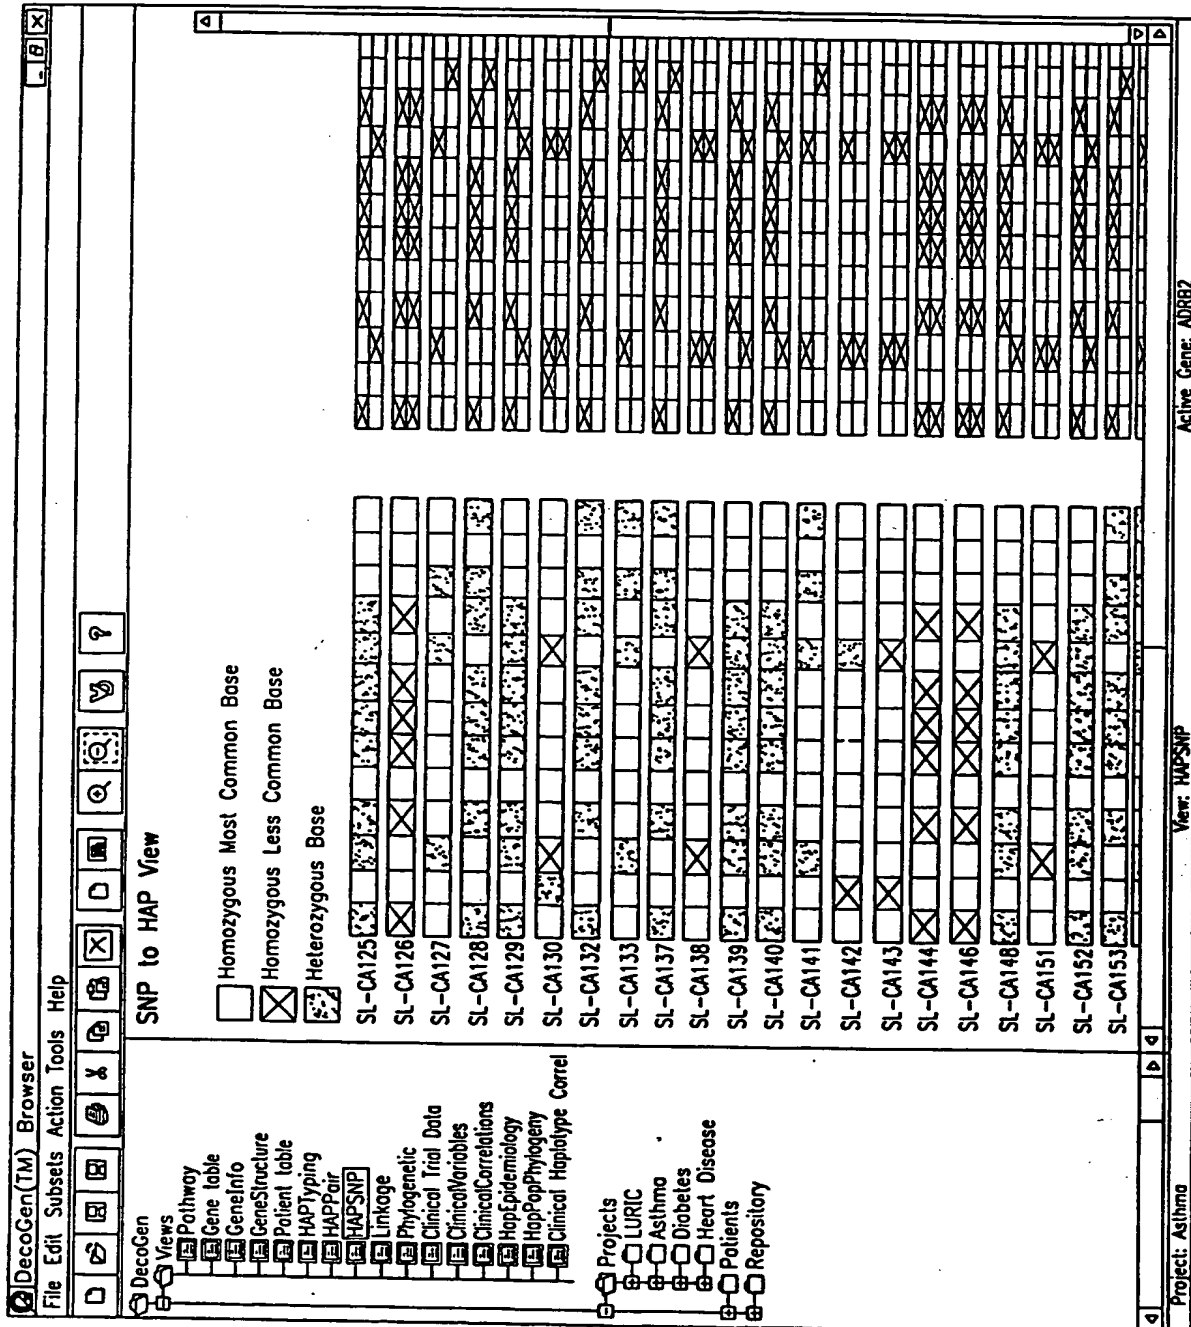 DecoGen(TM) Browser
File Edit Subsets Action Tools Help
?
DecoGen
Views
Pathway
Gene table
GeneInfo
GeneStructure
Patient table
HAPTyping
HAPPair
HAPSNP
Linkage
Phylogenetic
Clinical Trial Data
ClinicalVariables
ClinicalCorrelations
HapEpidemiology
HapPopPhylogeny
Clinical Haplotype Correl
Projects
LURIC
Asthma
Diabetes
Heart Disease
Patients
Repository
SNP to HAP View
Homozygous Most Common Base
Homozygous Less Common Base
Heterozygous Base
SL-CA125
SL-CA126
SL-CA127
SL-CA128
SL-CA129
SL-CA130
SL-CA132
SL-CA133
SL-CA137
SL-CA138
SL-CA139
SL-CA140
SL-CA141
SL-CA142
SL-CA143
SL-CA144
SL-CA146
SL-CA148
SL-CA151
SL-CA152
SL-CA153
Project: Asthma View: HAPSNP Active Gene: ADRB2